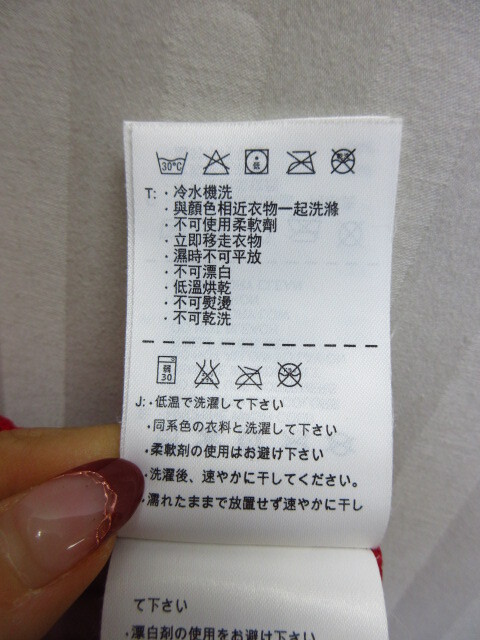 30°C 低
T: ・冷水機洗
・與顏色相近衣物一起洗滌
・不可使用柔軟劑
・立即移走衣物
・濕時不可平放
・不可漂白
・低溫烘乾
・不可熨燙
・不可乾洗
弱
30
J:・低温で洗濯して下さい
・同系色の衣料と洗濯して下さい
・柔軟剤の使用はお避け下さい
・洗濯後、速やかに干してください。
・濡れたままで放置せず速やかに干し
て下さい
・漂白剤の使用をお避け下さい